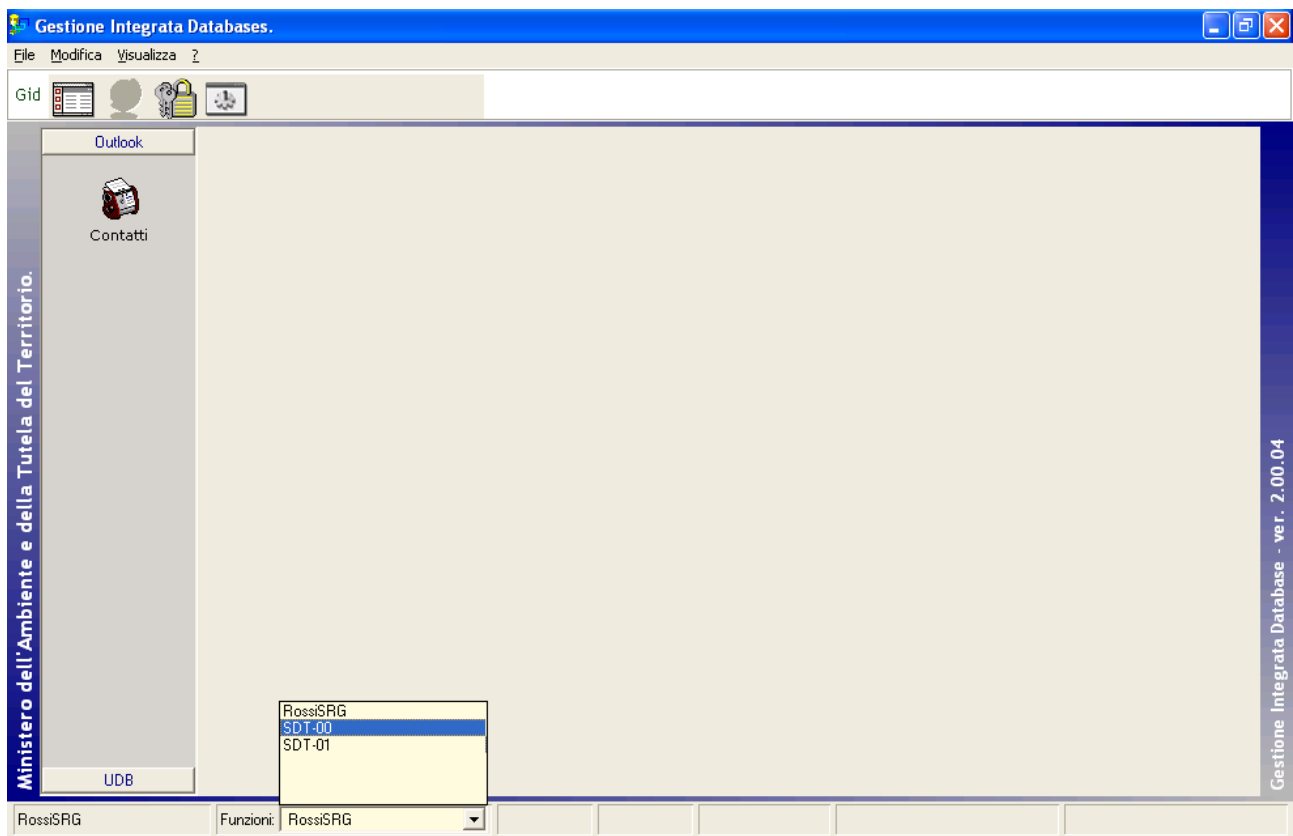 Gestione Integrata Databases.
File Modifica Visualizza ?
Gid
Outlook
Contatti
Ministero dell'Ambiente e della Tutela del Territorio.
Gestione Integrata Database - ver. 2.00.04
RossiSRG
SDT-00
SDT-01
UDB
RossiSRG Funzioni: RossiSRG